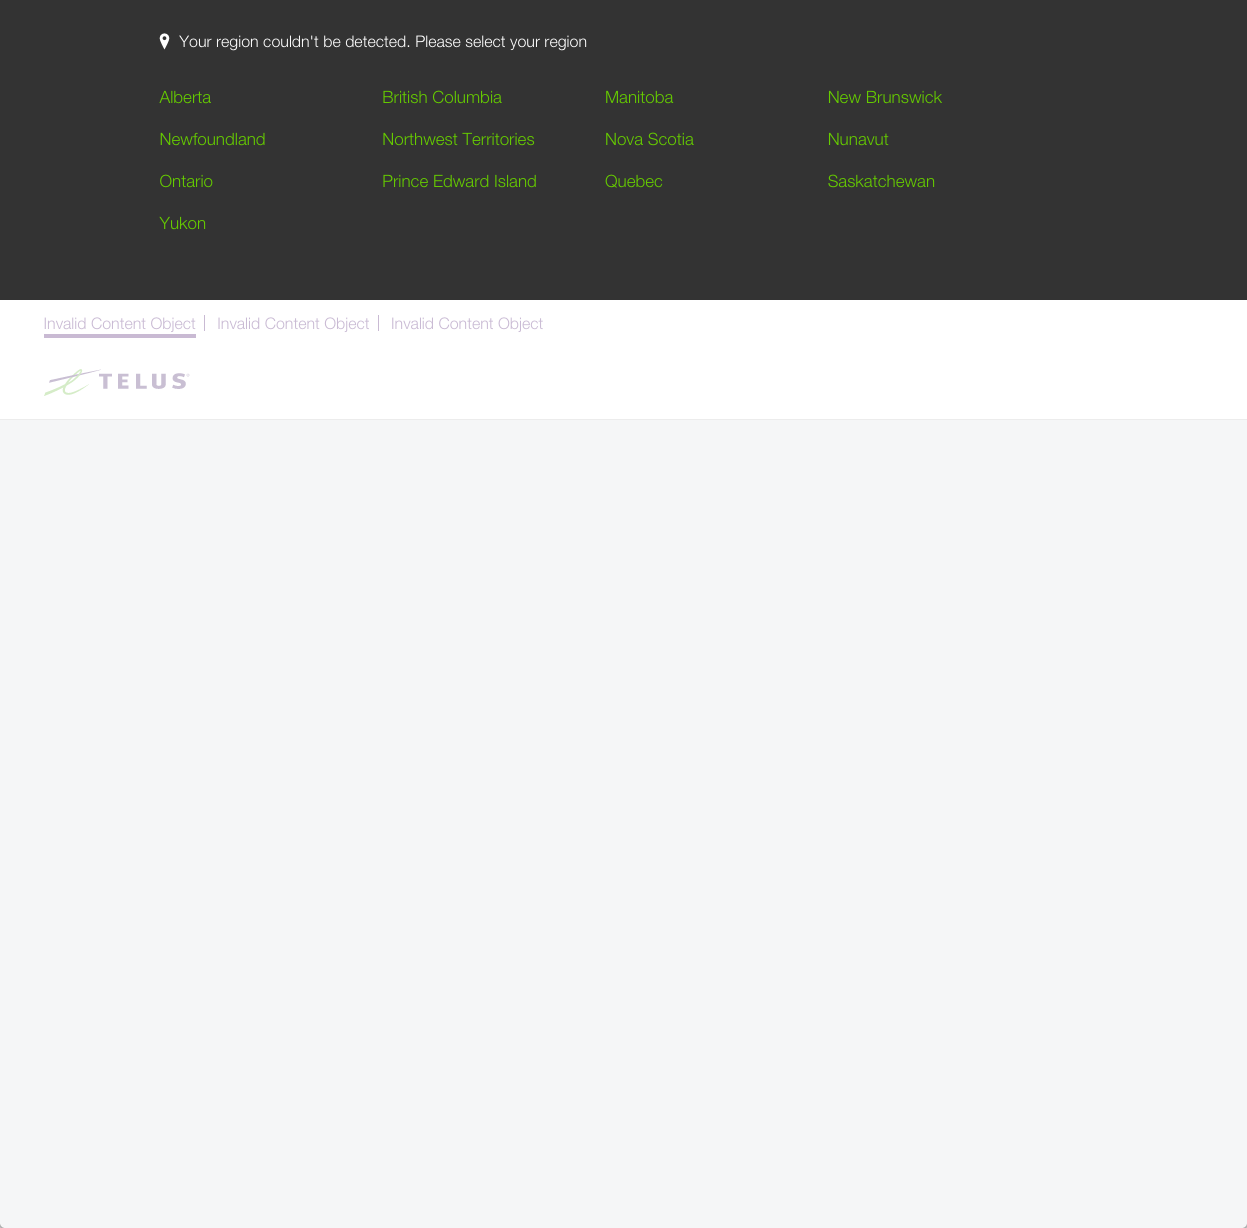 Your region couldn't be detected. Please select your region
Alberta British Columbia Manitoba New Brunswick
Newfoundland Northwest Territories Nova Scotia Nunavut
Ontario Prince Edward Island Quebec Saskatchewan
Yukon
Invalid Content Object Invalid Content Object Invalid Content Object
TELUS